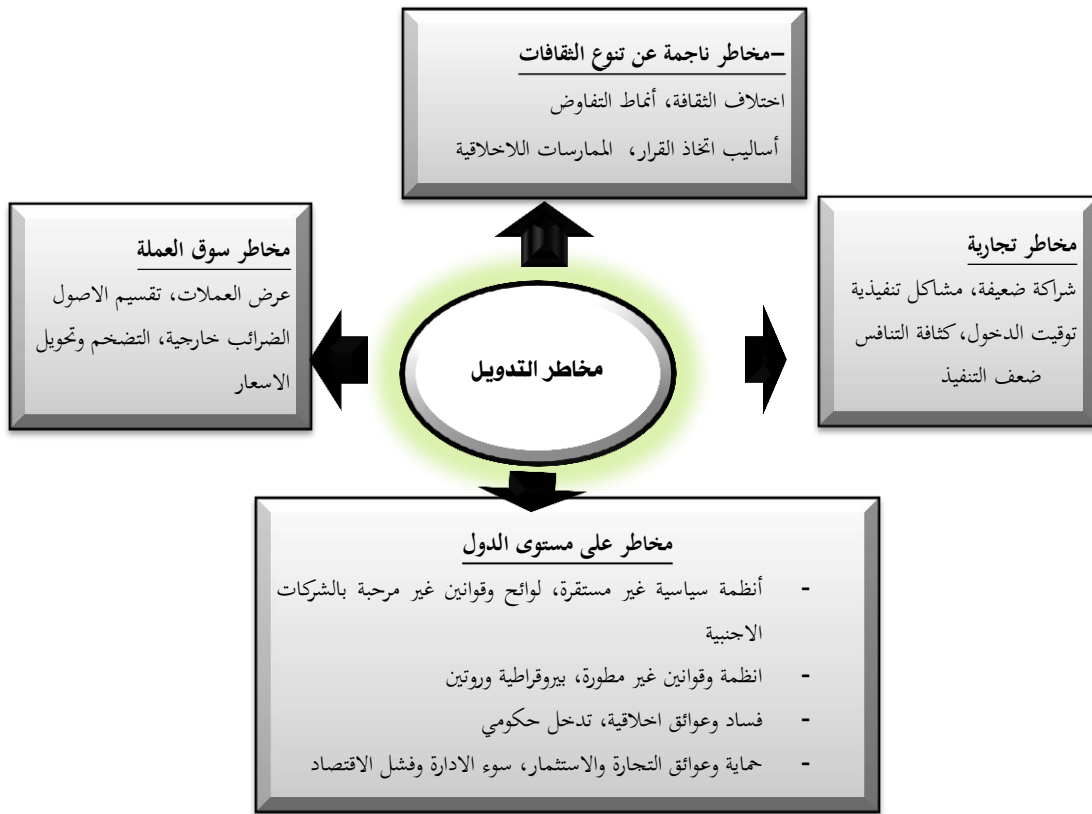 –مخاطر ناجمة عن تنوع الثقافات
اختلاف الثقافة، أنماط التفاوض
أساليب اتخاذ القرار،  الممارسات اللاخلاقية
مخاطر تجارية
شراكة ضعيفة، مشاكل تنفيذية
توقيت الدخول، كثافة التنافس
ضعف التنفيذ
مخاطر سوق العملة
عرض العملات، تقسيم الاصول
الضرائب خارجية، التضخم وتحويل
الاسعار
مخاطر التدويل
مخاطر على مستوى الدول
- أنظمة سياسية غير مستقرة، لوائح وقوانين غير مرحبة بالشركات
الاجنبية
- انظمة وقوانين غير مطورة، بيروقراطية وروتين
- فساد وعوائق اخلاقية، تدخل حكومي
- حماية وعوائق التجارة والاستثمار، سوء الادارة وفشل الاقتصاد